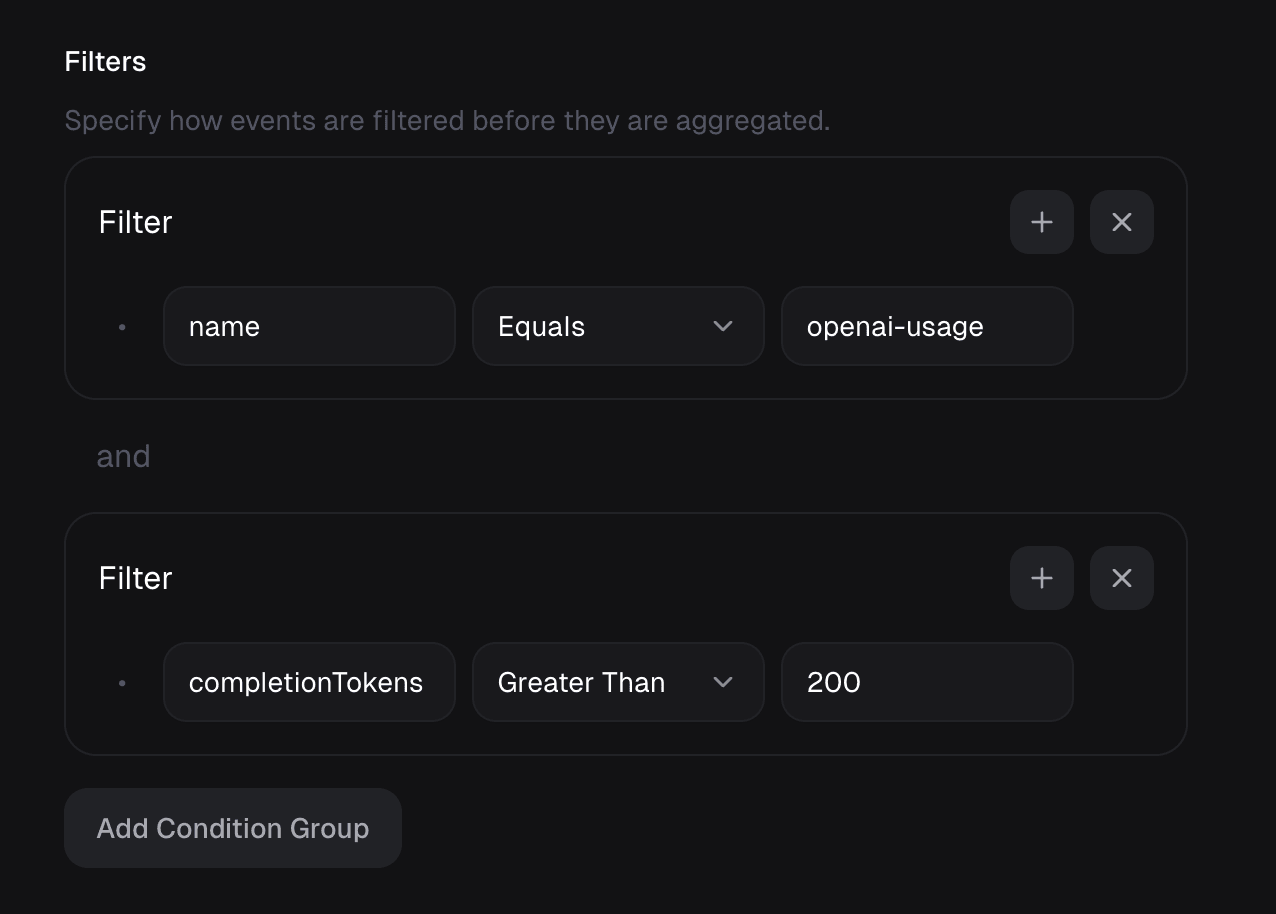 Filters
Specify how events are filtered before they are aggregated.
Filter
name Equals openai-usage
and
Filter
completionTokens Greater Than 200
Add Condition Group